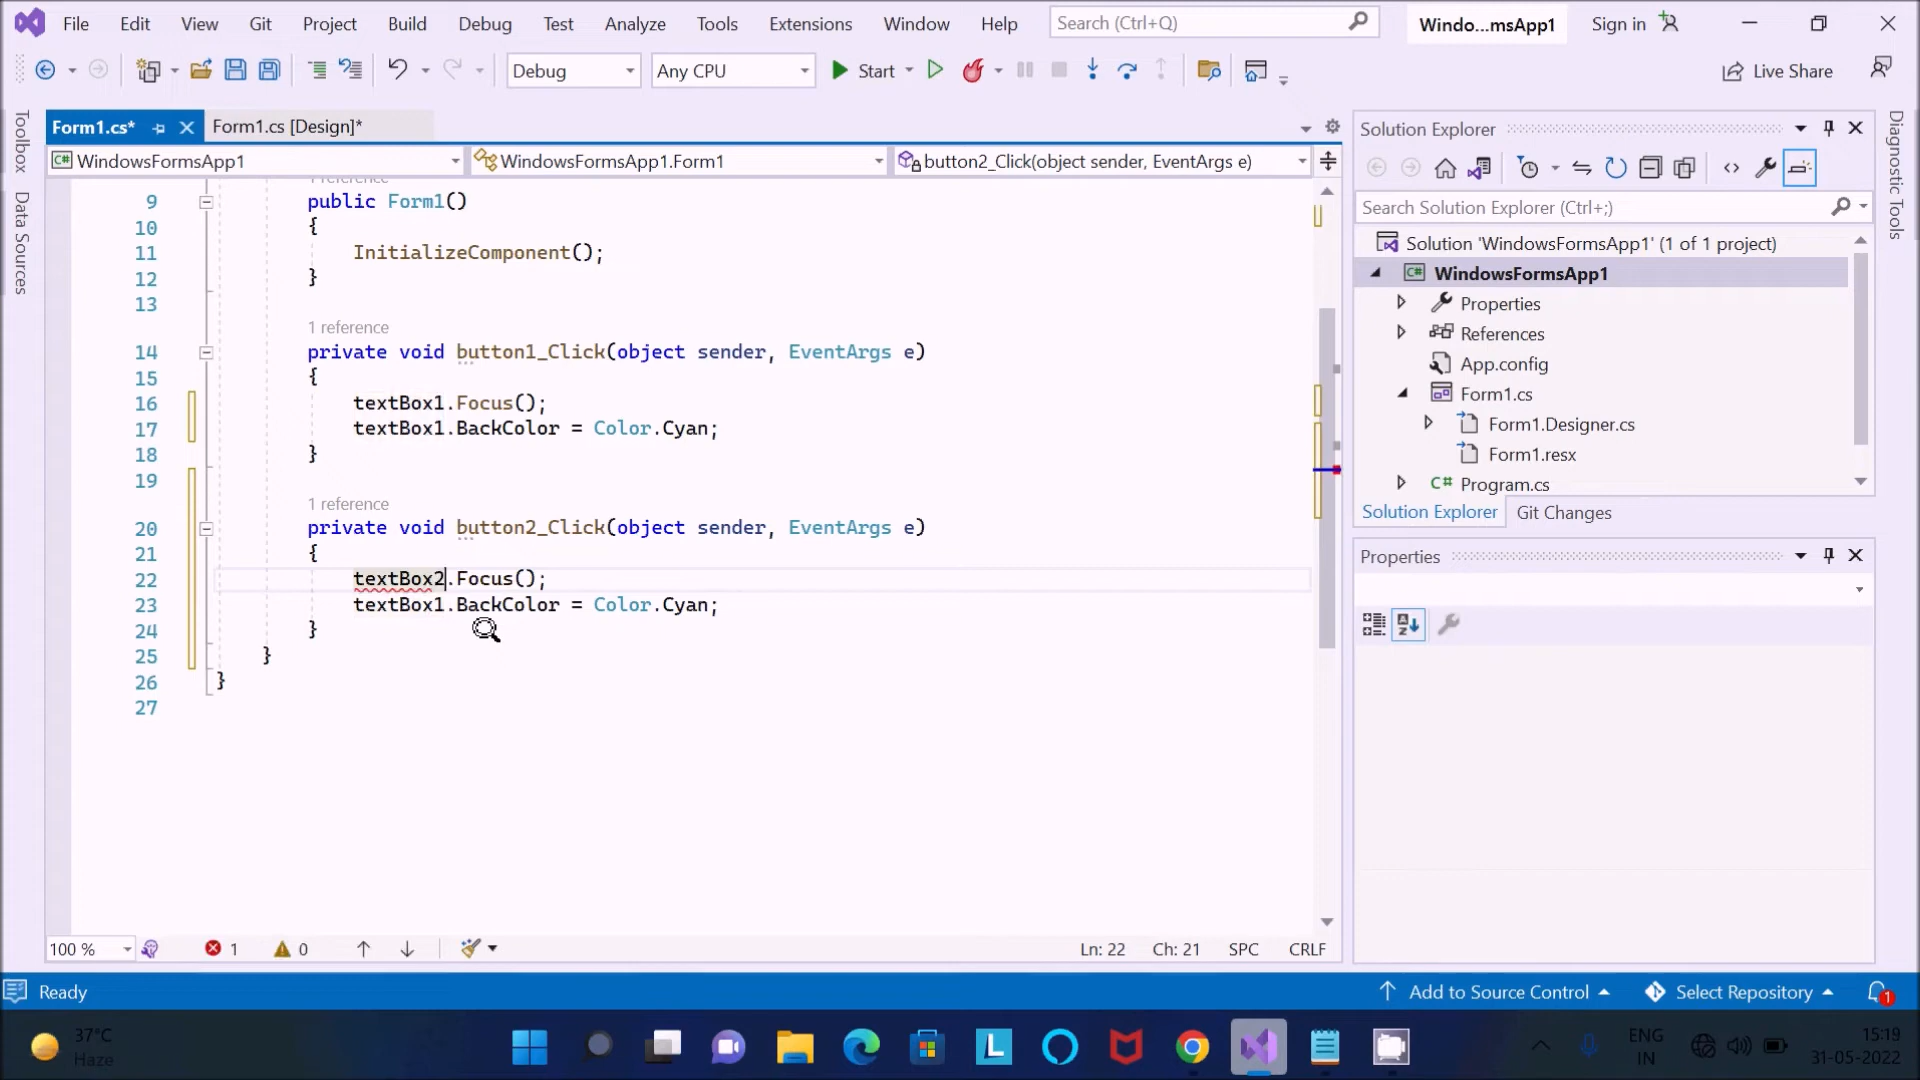 File Edit View Git Project Build Debug Test Analyze Tools Extensions Window Help Search (Ctrl+Q) Windo...msApp1 Sign in
Debug Any CPU Start Live Share
Toolbox
Data Sources
Form1.cs* Form1.cs [Design]*
C# WindowsFormsApp1 WindowsFormsApp1.Form1 button2_Click(object sender, EventArgs e)
9 public Form1()
10 {
11 InitializeComponent();
12 }
13
1 reference
14 private void button1_Click(object sender, EventArgs e)
15 {
16 textBox1.Focus();
17 textBox1.BackColor = Color.Cyan;
18 }
19
1 reference
20 private void button2_Click(object sender, EventArgs e)
21 {
22 textBox2.Focus();
23 textBox1.BackColor = Color.Cyan;
24 }
25 }
26 }
27
100 % 1 0 Ln: 22 Ch: 21 SPC CRLF
Solution Explorer
Search Solution Explorer (Ctrl+;)
Solution 'WindowsFormsApp1' (1 of 1 project)
C# WindowsFormsApp1
Properties
References
App.config
Form1.cs
Form1.Designer.cs
Form1.resx
C# Program.cs
Solution Explorer Git Changes
Properties
Diagnostic Tools
Ready Add to Source Control Select Repository 1
37°C
Haze
L
ENG
IN
15:19
31-05-2022